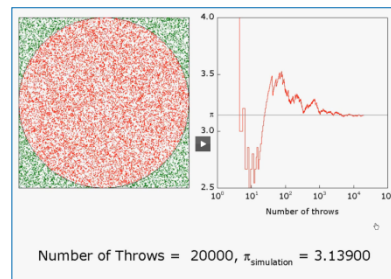 4.0
3.5
π
3.0
2.5
10⁰ 10¹ 10² 10³ 10⁴ 10⁵
Number of throws
Number of Throws = 20000, πsimulation = 3.13900